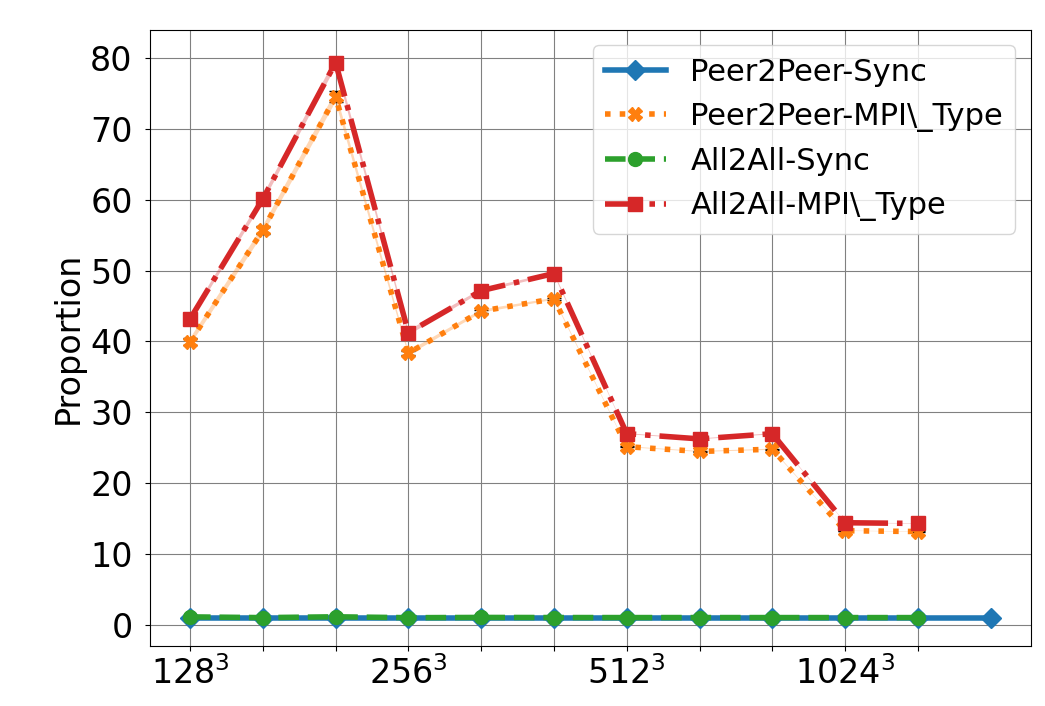 80
70
60
50
40
30
20
10
0
Proportion
Peer2Peer-Sync
Peer2Peer-MPI\_Type
All2All-Sync
All2All-MPI\_Type
128³ 256³ 512³ 1024³